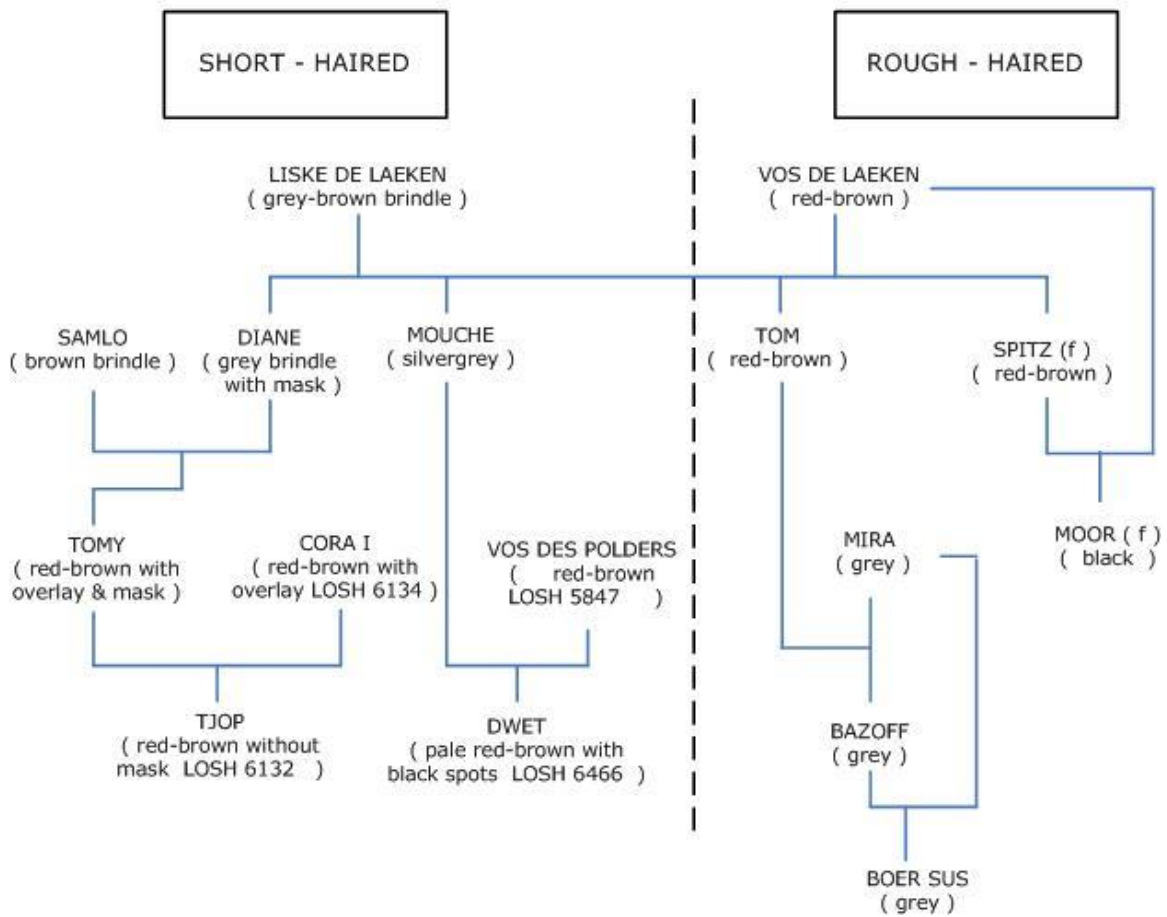 SHORT - HAIRED
ROUGH - HAIRED
LISKE DE LAEKEN
( grey-brown brindle )
VOS DE LAEKEN
( red-brown )
SAMLO
( brown brindle )
DIANE
( grey brindle
with mask )
MOUCHE
( silvergrey )
TOM
( red-brown )
SPITZ (f )
( red-brown )
TOMY
( red-brown with
overlay & mask )
CORA I
( red-brown with
overlay LOSH 6134 )
VOS DES POLDERS
( red-brown
LOSH 5847 )
MIRA
( grey )
MOOR ( f )
( black )
TJOP
( red-brown without
mask LOSH 6132 )
DWET
( pale red-brown with
black spots LOSH 6466 )
BAZOFF
( grey )
BOER SUS
( grey )